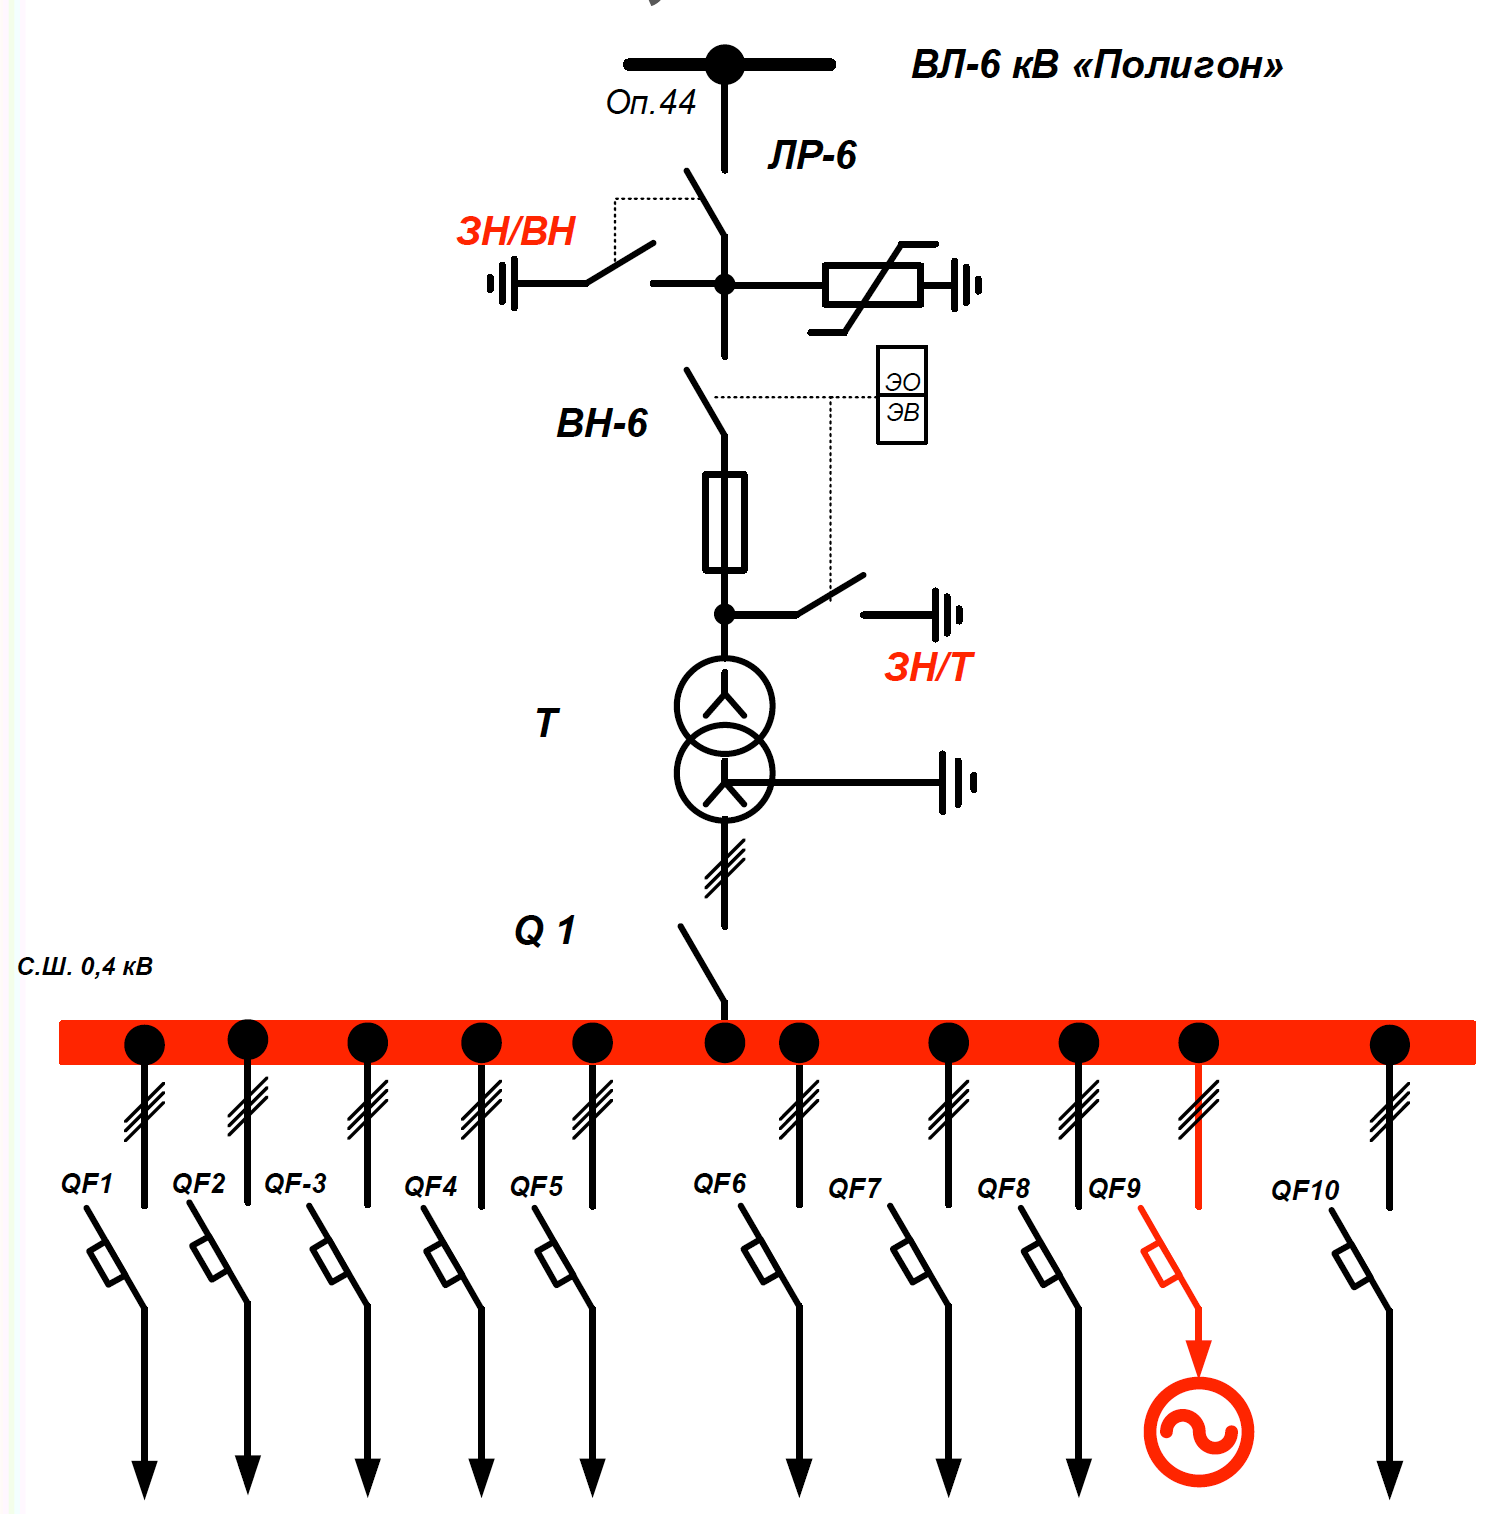 ВЛ-6 кВ «Полигон»
Оп.44
ЛР-6
ЗН/ВН
ЭО
ЭВ
ВН-6
ЗН/Т
Т
Q 1
С.Ш. 0,4 кВ
QF1
QF2
QF-3
QF4
QF5
QF6
QF7
QF8
QF9
QF10